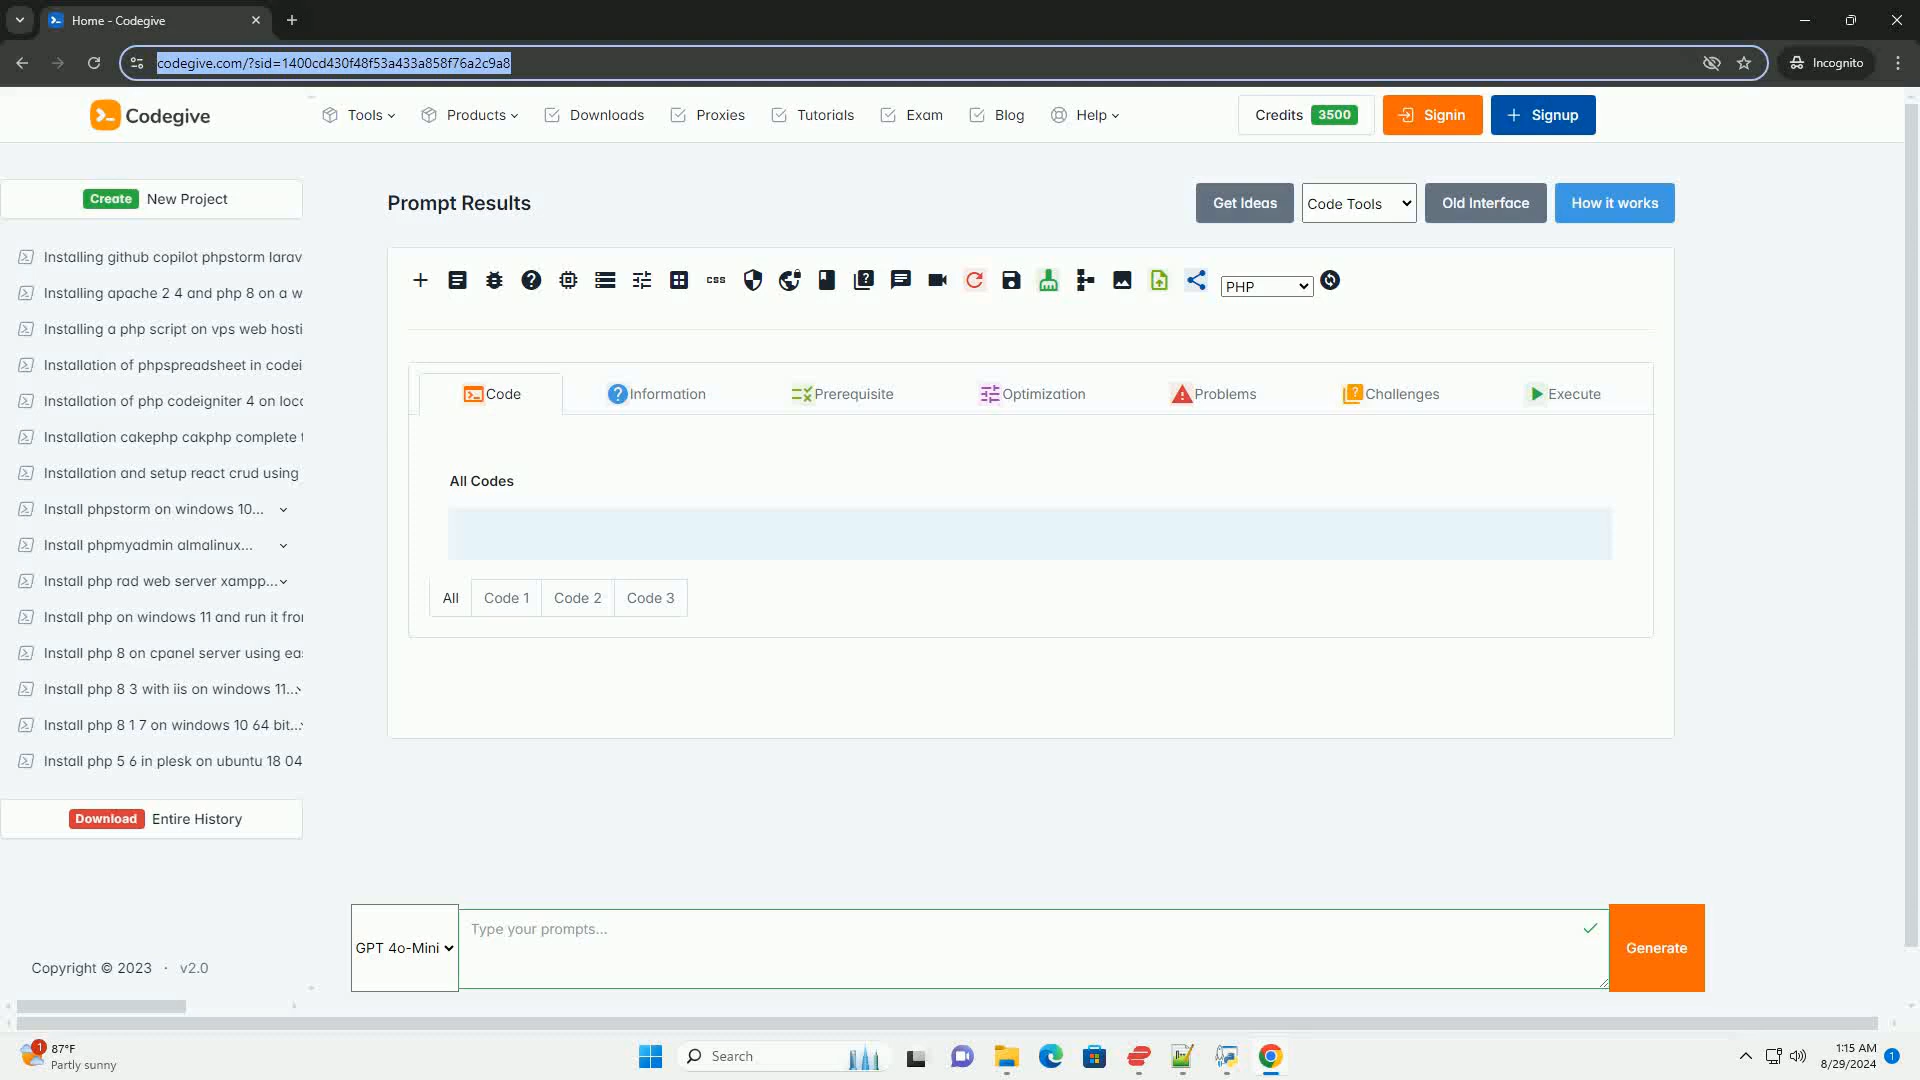 Home - Codegive
codegive.com/?sid=1400cd430f48f53a433a858f76a2c9a8
Incognito
Codegive
Tools
Products
Downloads
Proxies
Tutorials
Exam
Blog
Help
Credits 3500
Signin
Signup
Create New Project
Prompt Results
Get Ideas
Code Tools
Old Interface
How it works
Installing github copilot phpstorm larav
Installing apache 2 4 and php 8 on a w
Installing a php script on vps web hosti
Installation of phpspreadsheet in codei
Installation of php codeigniter 4 on loc
Installation cakephp cakphp complete t
Installation and setup react crud using
Install phpstorm on windows 10...
Install phpmyadmin almalinux...
Install php rad web server xampp...
Install php on windows 11 and run it fro
Install php 8 on cpanel server using ea
Install php 8 3 with iis on windows 11...
Install php 8 1 7 on windows 10 64 bit...
Install php 5 6 in plesk on ubuntu 18 04
Download Entire History
css
PHP
Code
Information
Prerequisite
Optimization
Problems
Challenges
Execute
All Codes
All
Code 1
Code 2
Code 3
GPT 4o-Mini
Type your prompts...
Generate
Copyright © 2023 · v2.0
1
87°F
Partly sunny
Search
1:15 AM
8/29/2024
1